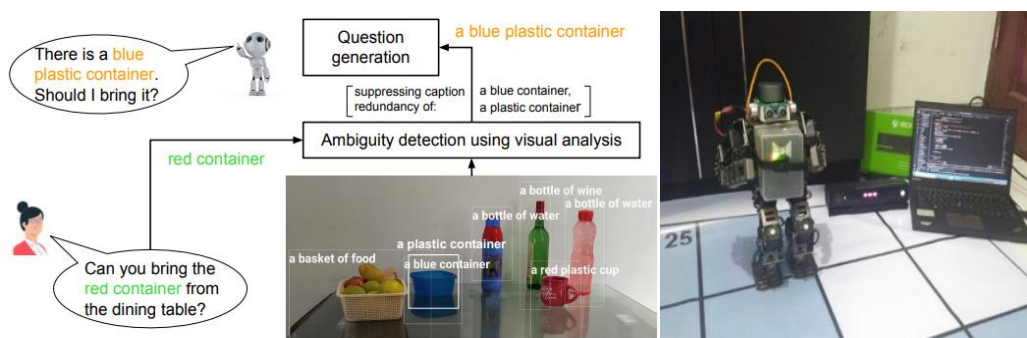 There is a blue
plastic container.
Should I bring it?
Question
generation
a blue plastic container
suppressing caption
redundancy of:
a blue container,
a plastic container
Ambiguity detection using visual analysis
red container
Can you bring the
red container from
the dining table?
a bottle of wine
a bottle of water
a bottle of water
a plastic container
a basket of food
a blue container
a red plastic cup
25
XBOX